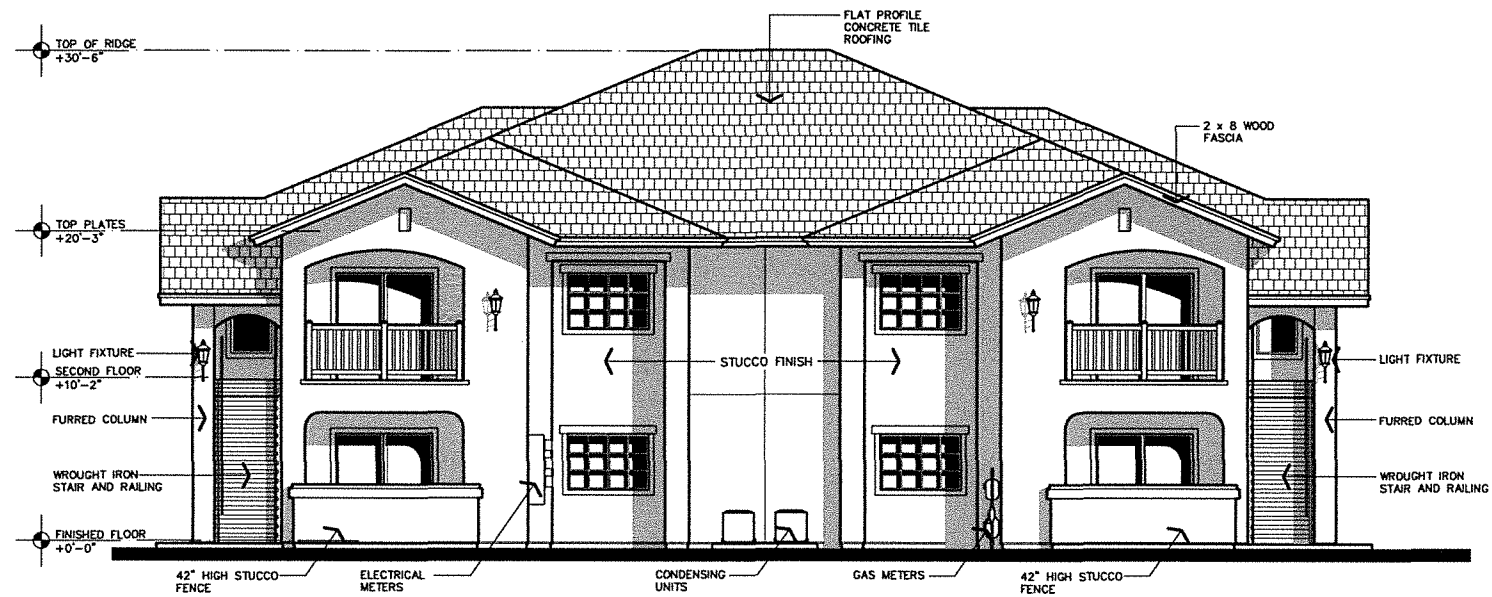 FLAT PROFILE
CONCRETE TILE
ROOFING
TOP OF RIDGE
+30'-6"
2 x 8 WOOD
FASCIA
TOP PLATES
+20'-3"
LIGHT FIXTURE
STUCCO FINISH
LIGHT FIXTURE
SECOND FLOOR
+10'-2"
FURRED COLUMN
FURRED COLUMN
WROUGHT IRON
STAIR AND RAILING
WROUGHT IRON
STAIR AND RAILING
FINISHED FLOOR
+0'-0"
42" HIGH STUCCO
FENCE
ELECTRICAL
METERS
CONDENSING
UNITS
GAS METERS
42" HIGH STUCCO
FENCE